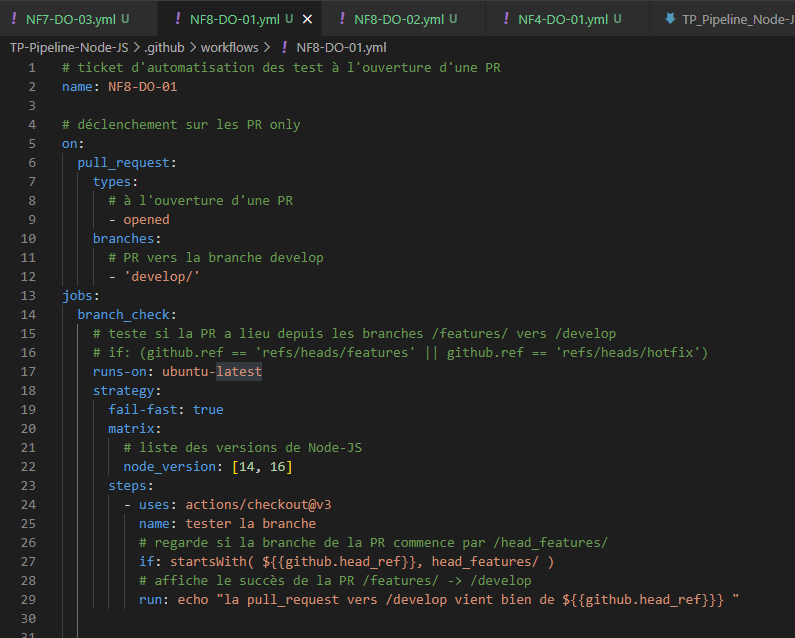 NF7-DO-03.yml U NF8-DO-01.yml U NF8-DO-02.yml U NF4-DO-01.yml U TP_Pipeline_Node-J
TP-Pipeline-Node-JS > .github > workflows > ! NF8-DO-01.yml
1 # ticket d'automatisation des test à l'ouverture d'une PR
2 name: NF8-DO-01
3
4 # déclenchement sur les PR only
5 on:
6 pull_request:
7 types:
8 # à l'ouverture d'une PR
9 - opened
10 branches:
11 # PR vers la branche develop
12 - 'develop/'
13 jobs:
14 branch_check:
15 # teste si la PR a lieu depuis les branches /features/ vers /develop
16 # if: (github.ref == 'refs/heads/features' || github.ref == 'refs/heads/hotfix')
17 runs-on: ubuntu-latest
18 strategy:
19 fail-fast: true
20 matrix:
21 # liste des versions de Node-JS
22 node_version: [14, 16]
23 steps:
24 - uses: actions/checkout@v3
25 name: tester la branche
26 # regarde si la branche de la PR commence par /head_features/
27 if: startsWith( ${{github.head_ref}}, head_features/ )
28 # affiche le succès de la PR /features/ -> /develop
29 run: echo "la pull_request vers /develop vient bien de ${{github.head_ref}}} "
30
31